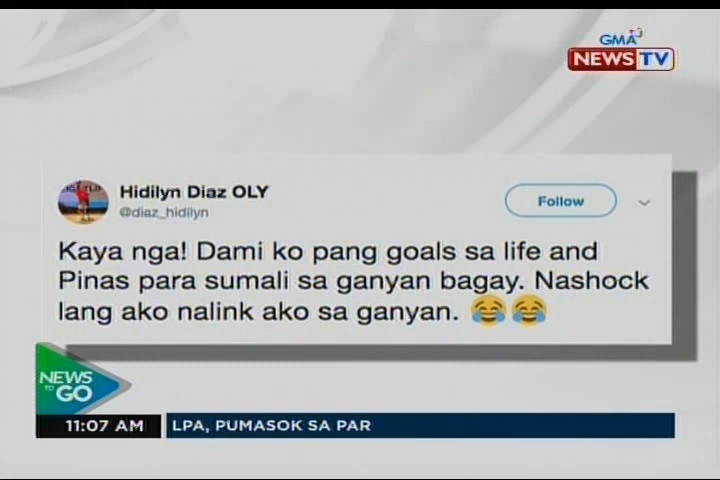 GMA
NEWS TV
Hidilyn Diaz OLY
@diaz_hidilyn
Follow
Kaya nga! Dami ko pang goals sa life and
Pinas para sumali sa ganyan bagay. Nashock
lang ako nalink ako sa ganyan. 😂😂
NEWS
TO
GO
11:07 AM
LPA, PUMASOK SA PAR